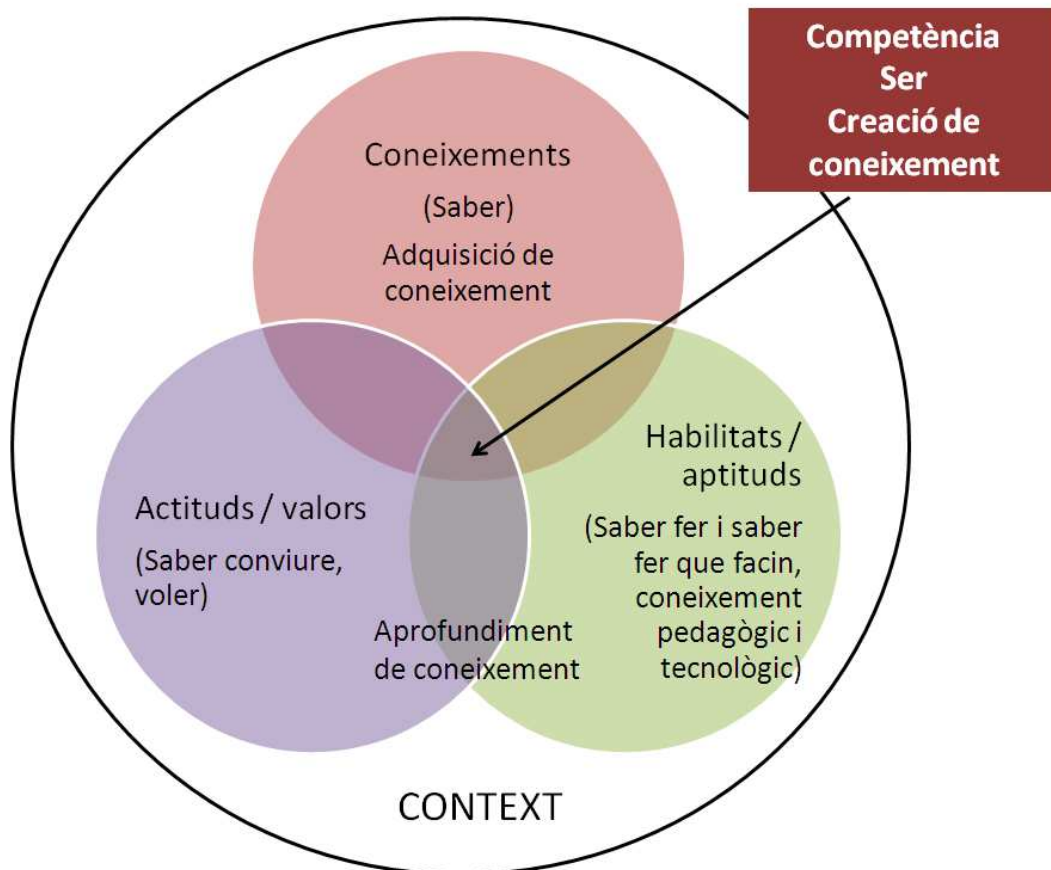 Competència
Ser
Creació de
coneixement
Coneixements
(Saber)
Adquisició de
coneixement
Habilitats /
aptituds
(Saber fer i saber
fer que facin,
coneixement
pedagògic i
tecnològic)
Actituds / valors
(Saber conviure,
voler)
Aprofundiment
de coneixement
CONTEXT